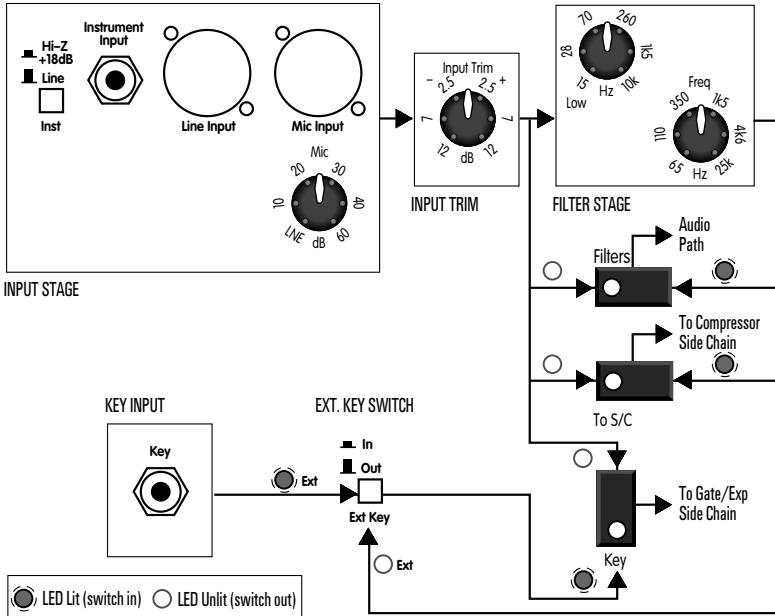 Hi-Z
+18dB
Line
Inst
Instrument
Input
Line Input
Mic Input
Mic
LNE 10 20 30 40 60
dB
INPUT STAGE
Input Trim
− +
12 7 2.5 2.5 7 12
dB
INPUT TRIM
15 28 70 260 1k5 10k
Low Hz
Freq
65 110 350 1k5 4k6 25k
Hz
FILTER STAGE
Audio
Path
Filters
To Compressor
Side Chain
To S/C
KEY INPUT
Key
EXT. KEY SWITCH
In
Out
Ext
Ext Key
Ext
To Gate/Exp
Side Chain
Key
LED Lit (switch in) LED Unlit (switch out)